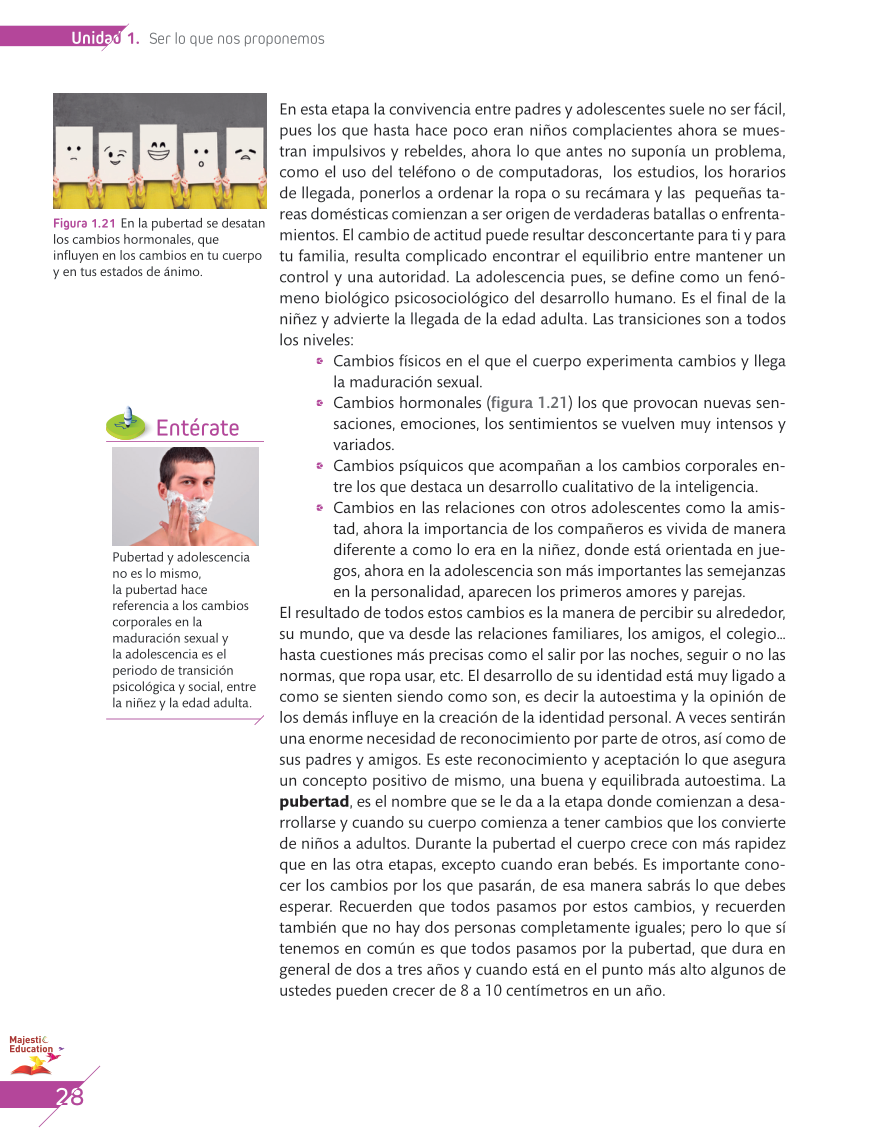 Unidad 1. Ser lo que nos proponemos
Figura 1.21 En la pubertad se desatan
los cambios hormonales, que
influyen en los cambios en tu cuerpo
y en tus estados de ánimo.
Entérate
Pubertad y adolescencia
no es lo mismo,
la pubertad hace
referencia a los cambios
corporales en la
maduración sexual y
la adolescencia es el
periodo de transición
psicológica y social, entre
la niñez y la edad adulta.
En esta etapa la convivencia entre padres y adolescentes suele no ser fácil,
pues los que hasta hace poco eran niños complacientes ahora se mues-
tran impulsivos y rebeldes, ahora lo que antes no suponía un problema,
como el uso del teléfono o de computadoras, los estudios, los horarios
de llegada, ponerlos a ordenar la ropa o su recámara y las pequeñas ta-
reas domésticas comienzan a ser origen de verdaderas batallas o enfrenta-
mientos. El cambio de actitud puede resultar desconcertante para ti y para
tu familia, resulta complicado encontrar el equilibrio entre mantener un
control y una autoridad. La adolescencia pues, se define como un fenó-
meno biológico psicosociológico del desarrollo humano. Es el final de la
niñez y advierte la llegada de la edad adulta. Las transiciones son a todos
los niveles:
Cambios físicos en el que el cuerpo experimenta cambios y llega
la maduración sexual.
Cambios hormonales (figura 1.21) los que provocan nuevas sen-
saciones, emociones, los sentimientos se vuelven muy intensos y
variados.
Cambios psíquicos que acompañan a los cambios corporales en-
tre los que destaca un desarrollo cualitativo de la inteligencia.
Cambios en las relaciones con otros adolescentes como la amis-
tad, ahora la importancia de los compañeros es vivida de manera
diferente a como lo era en la niñez, donde está orientada en jue-
gos, ahora en la adolescencia son más importantes las semejanzas
en la personalidad, aparecen los primeros amores y parejas.
El resultado de todos estos cambios es la manera de percibir su alrededor,
su mundo, que va desde las relaciones familiares, los amigos, el colegio...
hasta cuestiones más precisas como el salir por las noches, seguir o no las
normas, que ropa usar, etc. El desarrollo de su identidad está muy ligado a
como se sienten siendo como son, es decir la autoestima y la opinión de
los demás influye en la creación de la identidad personal. A veces sentirán
una enorme necesidad de reconocimiento por parte de otros, así como de
sus padres y amigos. Es este reconocimiento y aceptación lo que asegura
un concepto positivo de mismo, una buena y equilibrada autoestima. La
pubertad, es el nombre que se le da a la etapa donde comienzan a desa-
rrollarse y cuando su cuerpo comienza a tener cambios que los convierte
de niños a adultos. Durante la pubertad el cuerpo crece con más rapidez
que en las otra etapas, excepto cuando eran bebés. Es importante cono-
cer los cambios por los que pasarán, de esa manera sabrás lo que debes
esperar. Recuerden que todos pasamos por estos cambios, y recuerden
también que no hay dos personas completamente iguales; pero lo que sí
tenemos en común es que todos pasamos por la pubertad, que dura en
general de dos a tres años y cuando está en el punto más alto algunos de
ustedes pueden crecer de 8 a 10 centímetros en un año.
Majestic
Education
28